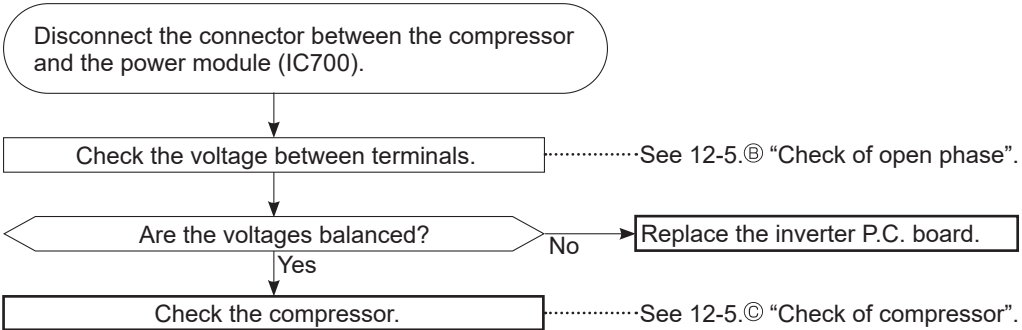 Disconnect the connector between the compressor
and the power module (IC700).
Check the voltage between terminals.
See 12-5.Ⓑ “Check of open phase”.
Are the voltages balanced?
No
Replace the inverter P.C. board.
Yes
Check the compressor.
See 12-5.Ⓒ “Check of compressor”.